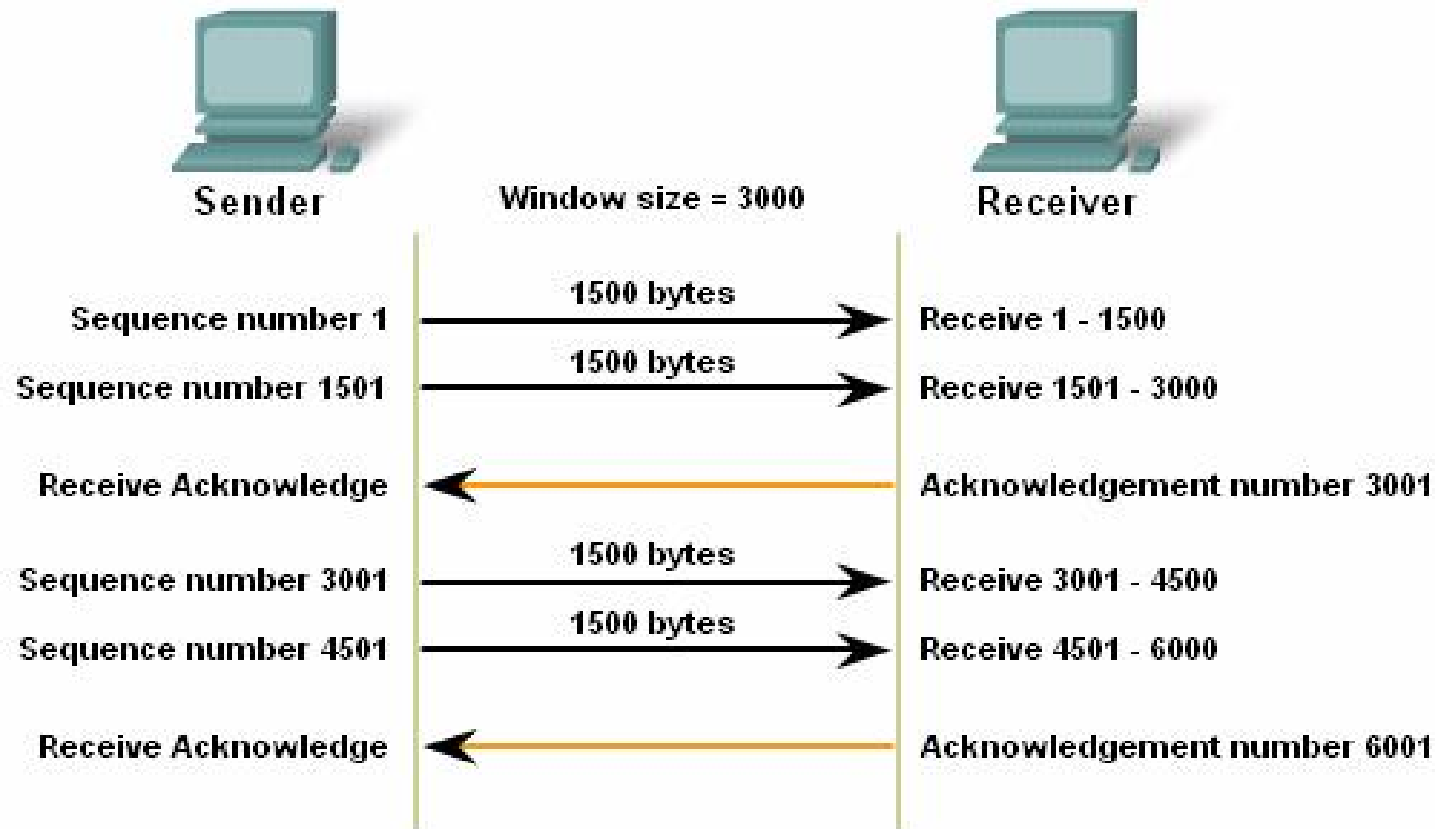 Sender
Window size = 3000
Receiver
1500 bytes
Sequence number 1
Receive 1 - 1500
1500 bytes
Sequence number 1501
Receive 1501 - 3000
Receive Acknowledge
Acknowledgement number 3001
1500 bytes
Sequence number 3001
Receive 3001 - 4500
1500 bytes
Sequence number 4501
Receive 4501 - 6000
Receive Acknowledge
Acknowledgement number 6001